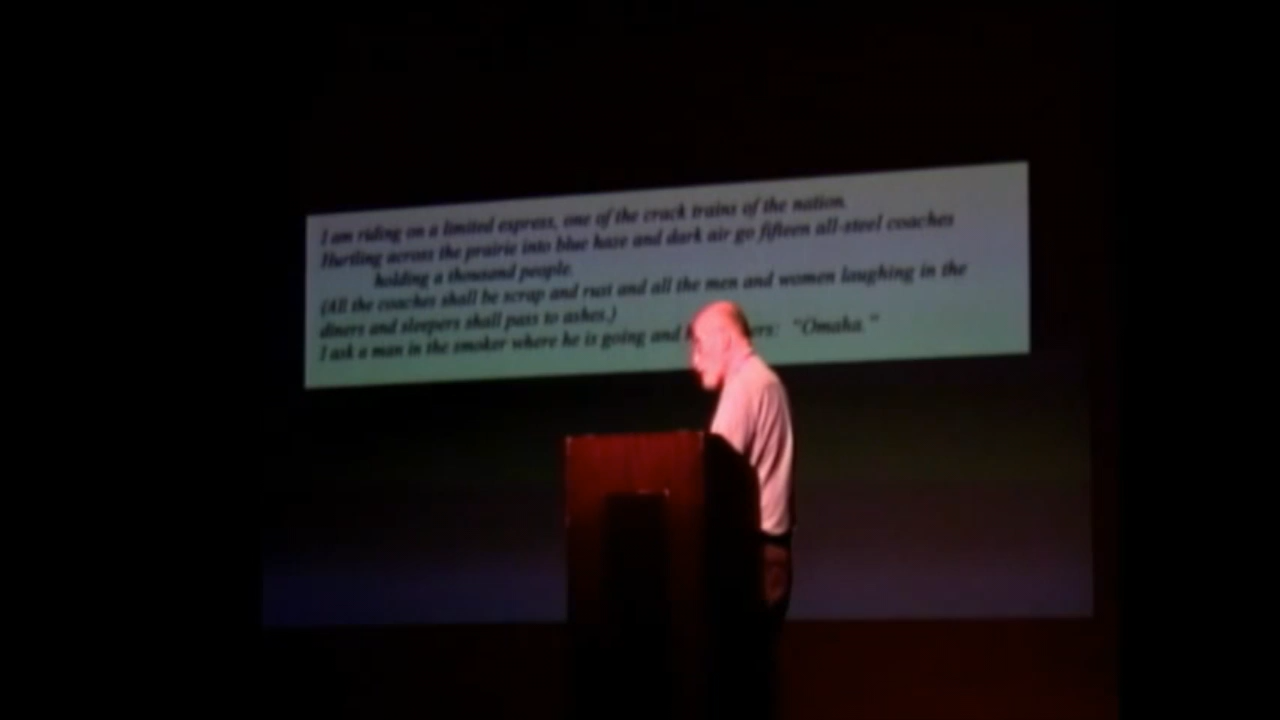 I am riding on a limited express, one of the crack trains of the nation.
Hurtling across the prairie into blue haze and dark air go fifteen all-steel coaches
holding a thousand people.
(All the coaches shall be scrap and rust and all the men and women laughing in the
diners and sleepers shall pass to ashes.)
I ask a man in the smoker where he is going and ers: "Omaha."